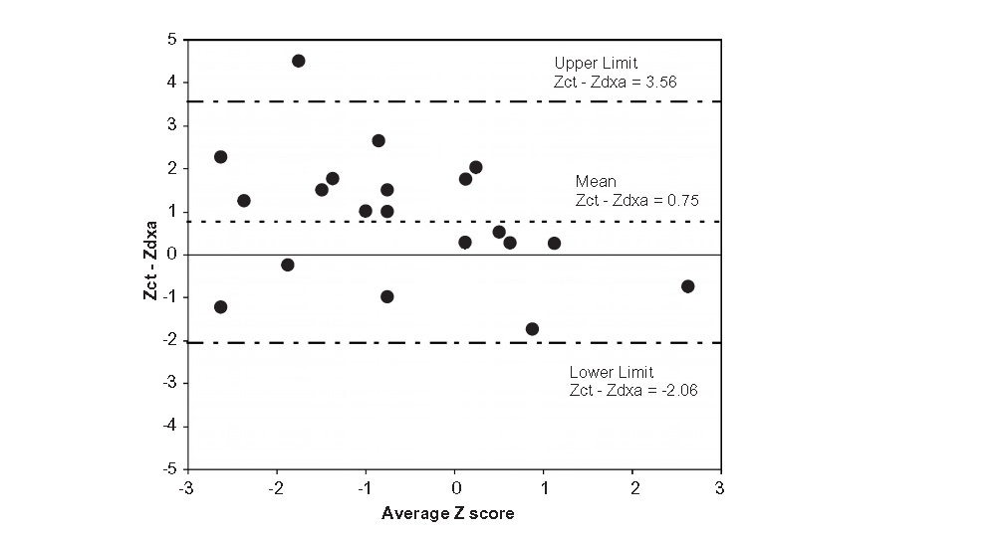 5
4
3
2
1
0
-1
-2
-3
-4
-5
Zct - Zdxa
Upper Limit
Zct - Zdxa = 3.56
Mean
Zct - Zdxa = 0.75
Lower Limit
Zct - Zdxa = -2.06
-3 -2 -1 0 1 2 3
Average Z score